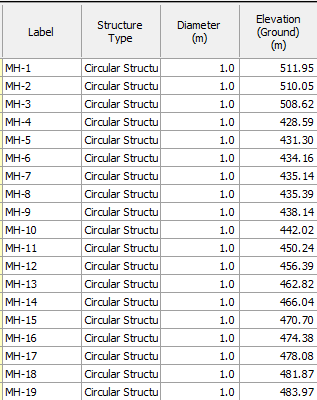 Label Structure Type Diameter (m) Elevation (Ground) (m)
MH-1 Circular Structu 1.0 511.95
MH-2 Circular Structu 1.0 510.05
MH-3 Circular Structu 1.0 508.62
MH-4 Circular Structu 1.0 428.59
MH-5 Circular Structu 1.0 431.30
MH-6 Circular Structu 1.0 434.16
MH-7 Circular Structu 1.0 435.14
MH-8 Circular Structu 1.0 435.39
MH-9 Circular Structu 1.0 438.14
MH-10 Circular Structu 1.0 442.02
MH-11 Circular Structu 1.0 450.24
MH-12 Circular Structu 1.0 456.39
MH-13 Circular Structu 1.0 462.82
MH-14 Circular Structu 1.0 466.04
MH-15 Circular Structu 1.0 470.70
MH-16 Circular Structu 1.0 474.38
MH-17 Circular Structu 1.0 478.08
MH-18 Circular Structu 1.0 481.87
MH-19 Circular Structu 1.0 483.97